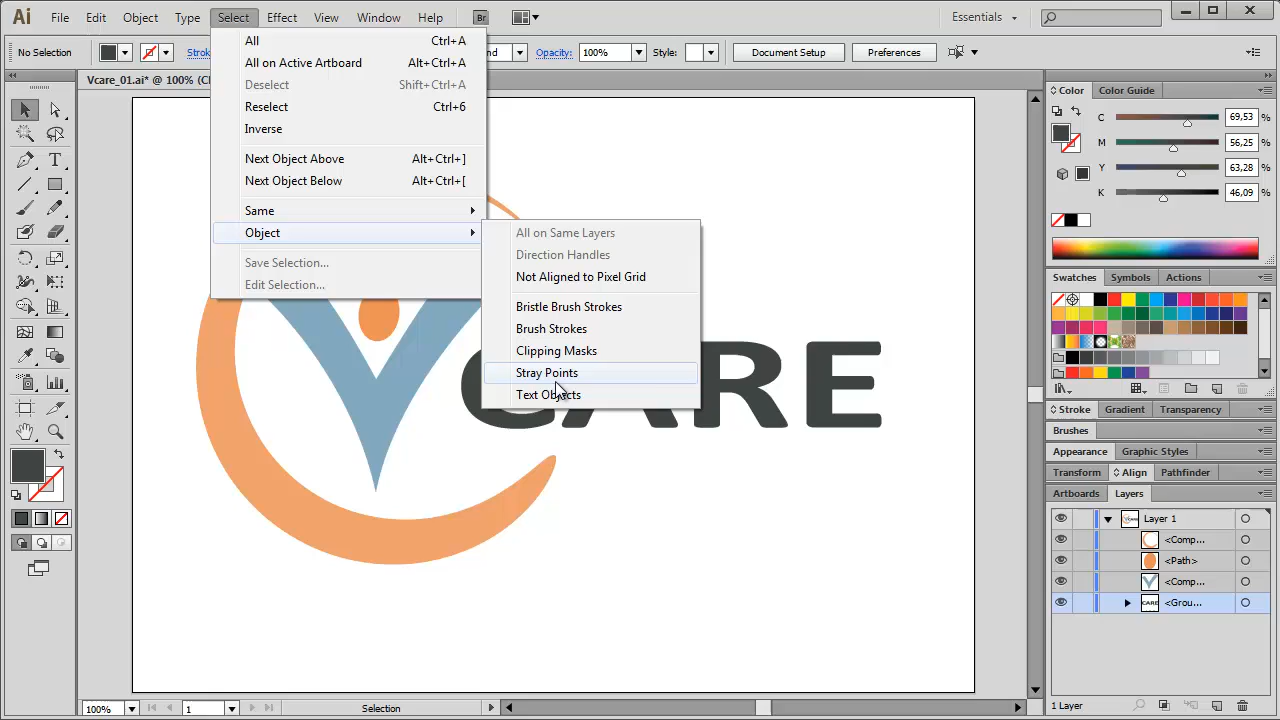 Ai File Edit Object Type Select Effect View Window Help Br Essentials
No Selection Strok nd Opacity: 100% Style: Document Setup Preferences
Vcare_01.ai* @ 100% (C
All Ctrl+A
All on Active Artboard Alt+Ctrl+A
Deselect Shift+Ctrl+A
Reselect Ctrl+6
Inverse
Next Object Above Alt+Ctrl+]
Next Object Below Alt+Ctrl+[
Same
Object
Save Selection...
Edit Selection...
All on Same Layers
Direction Handles
Not Aligned to Pixel Grid
Bristle Brush Strokes
Brush Strokes
Clipping Masks
Stray Points
Text Objects
CARE
Color Color Guide
C 69,53 %
M 56,25 %
Y 63,28 %
K 46,09 %
Swatches Symbols Actions
Stroke Gradient Transparency
Brushes
Appearance Graphic Styles
Transform Align Pathfinder
Artboards Layers
Layer 1
<Comp...
<Path>
<Comp...
CARE <Grou...
1 Layer
100% 1 Selection